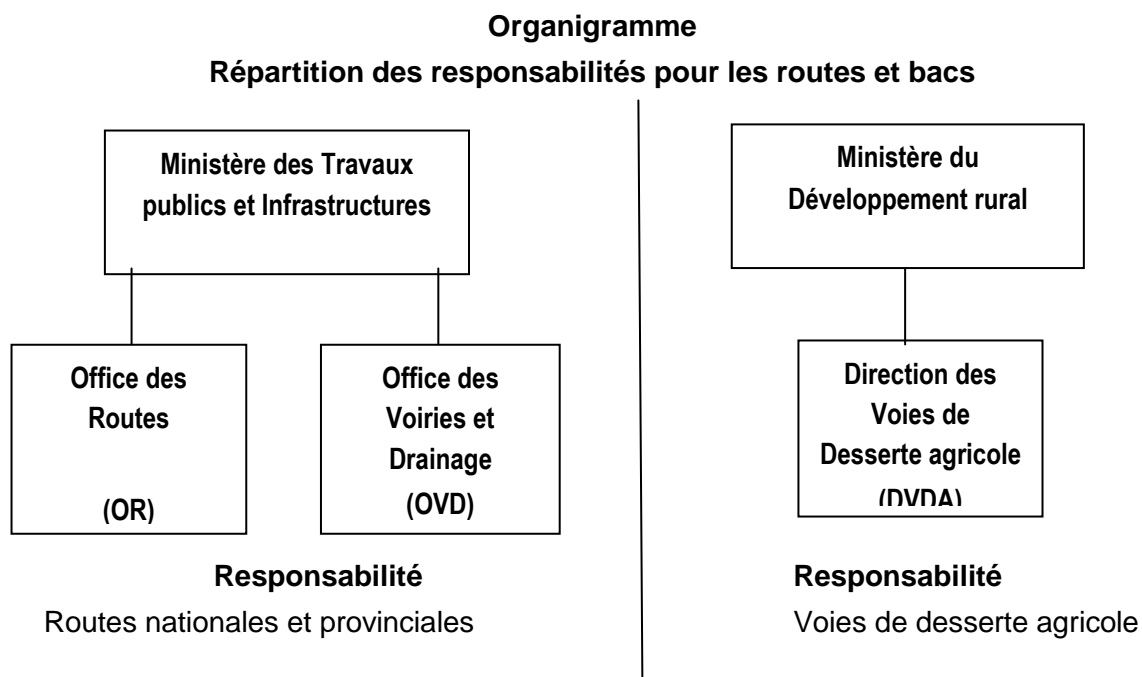 Organigramme
Répartition des responsabilités pour les routes et bacs
Ministère des Travaux
publics et Infrastructures
Ministère du
Développement rural
Office des
Routes
(OR)
Office des
Voiries et
Drainage
(OVD)
Direction des
Voies de
Desserte agricole
(DVDA)
Responsabilité
Routes nationales et provinciales
Responsabilité
Voies de desserte agricole